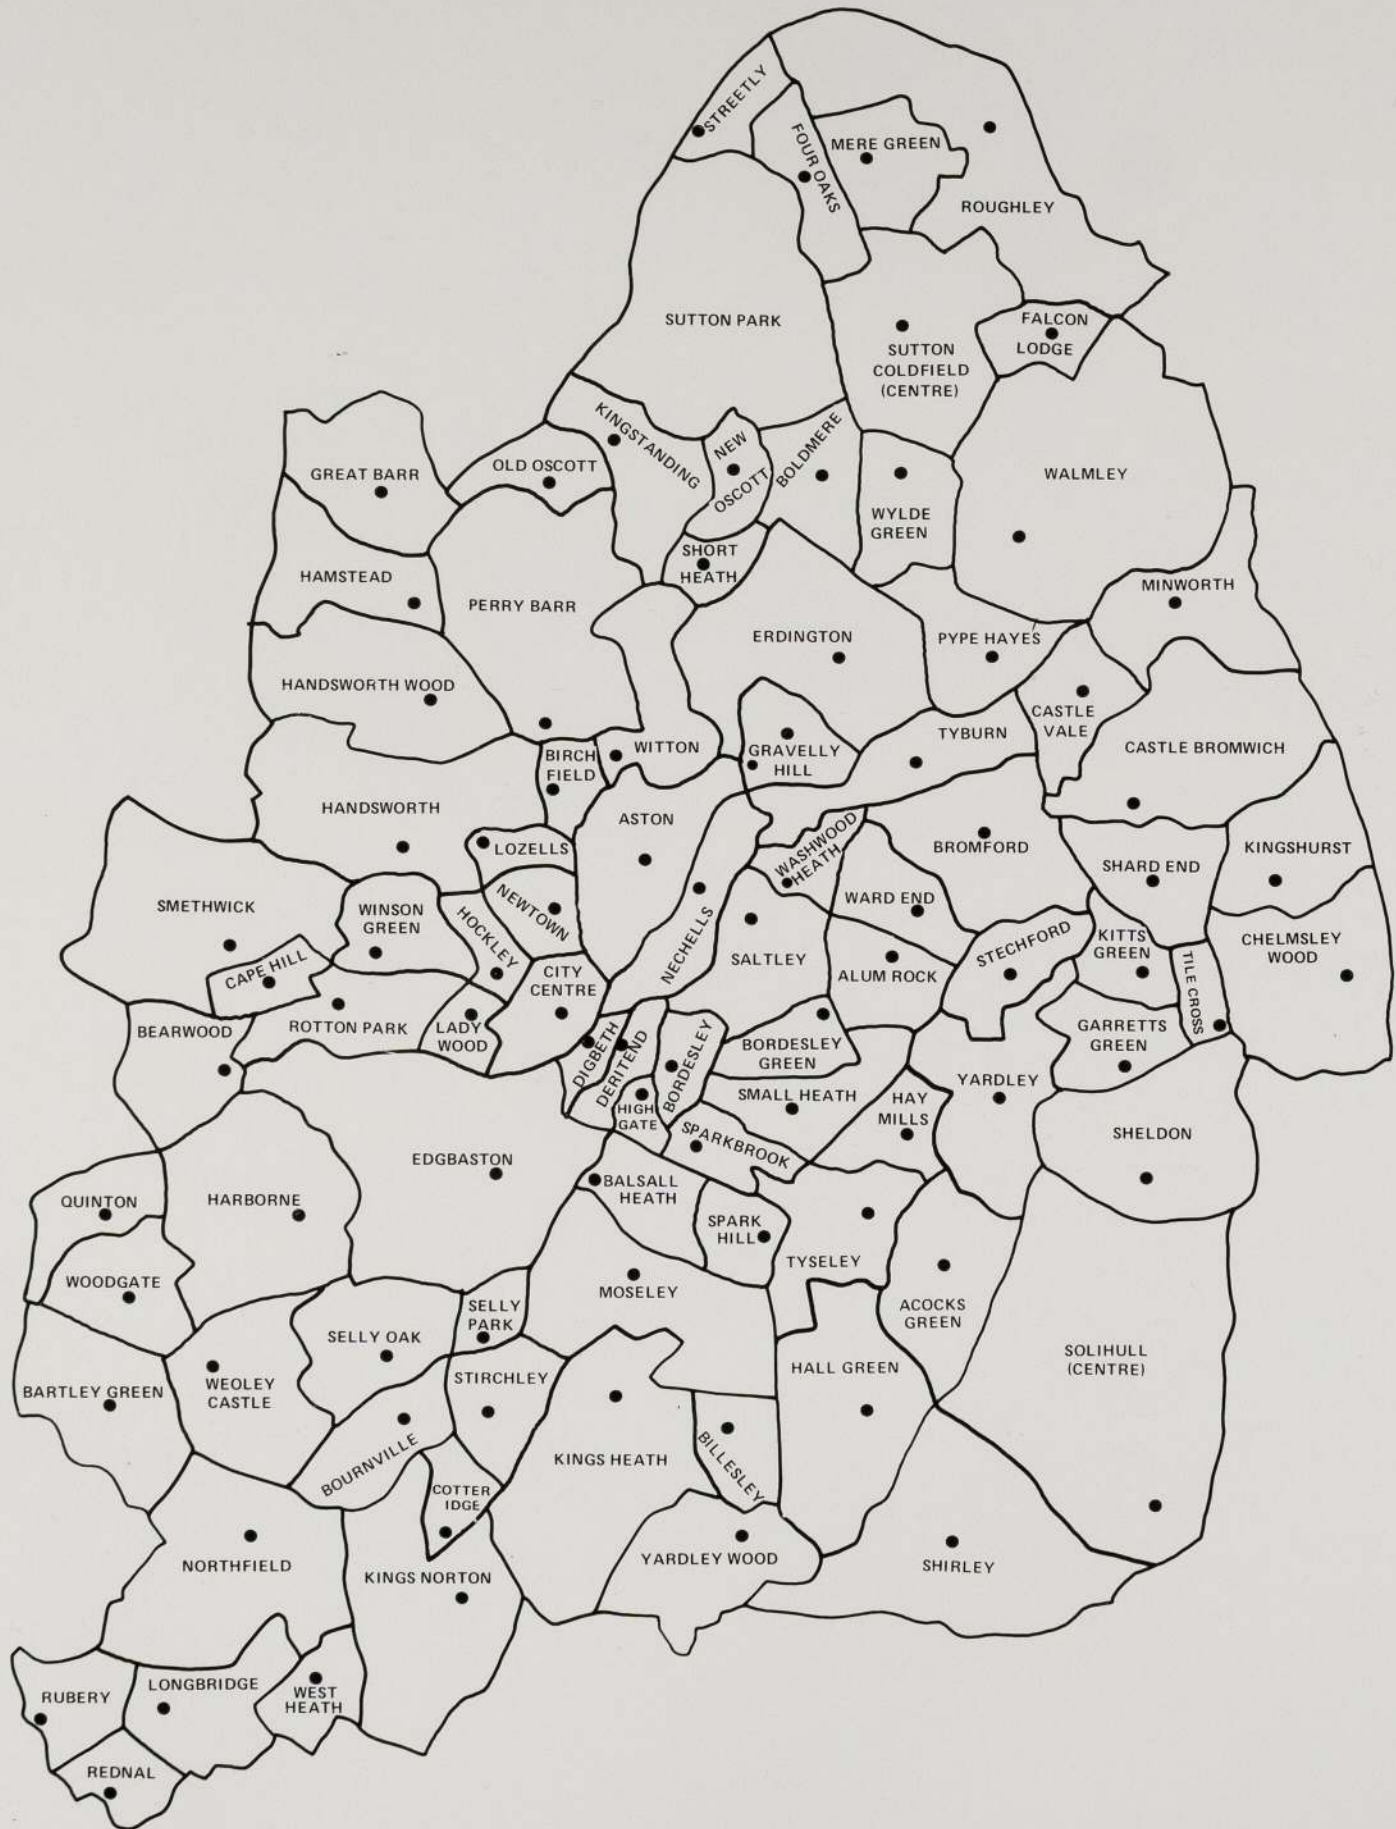 STREETLY
FOUR OAKS
MERE GREEN
ROUGHLEY
SUTTON PARK
SUTTON
COLDFIELD
(CENTRE)
FALCON
LODGE
KINGSTANDING
NEW
OSCOTT
BOLDMERE
WYLDE
GREEN
WALMLEY
GREAT BARR
OLD OSCOTT
SHORT
HEATH
HAMSTEAD
PERRY BARR
ERDINGTON
PYPE HAYES
MINWORTH
HANDSWORTH WOOD
CASTLE
VALE
TYBURN
CASTLE BROMWICH
BIRCH
FIELD
WITTON
GRAVELLY
HILL
HANDSWORTH
LOZELLS
ASTON
WASHWOOD
HEATH
BROMFORD
SHARD END
KINGSHURST
SMETHWICK
WINSON
GREEN
HOCKLEY
NEWTOWN
NECHELLS
WARD END
SALTLEY
ALUM ROCK
STECHFORD
KITTS
GREEN
TILE CROSS
CHELMSLEY
WOOD
CAPE HILL
CITY
CENTRE
BEARWOOD
ROTTON PARK
LADY
WOOD
DIGBETH
DERITEND
BORDESLEY
BORDESLEY
GREEN
GARRETTS
GREEN
HIGH
GATE
SMALL HEATH
HAY
MILLS
YARDLEY
SHELDON
EDGBASTON
SPARKBROOK
QUINTON
HARBORNE
BALSALL
HEATH
SPARK
HILL
TYSELEY
WOODGATE
MOSELEY
SELLY
PARK
ACOCKS
GREEN
SELLY OAK
SOLIHULL
(CENTRE)
BARTLEY GREEN
WEOLEY
CASTLE
STIRCHLEY
HALL GREEN
BOURNVILLE
KINGS HEATH
BILLESLEY
COTTER
IDGE
NORTHFIELD
KINGS NORTON
YARDLEY WOOD
SHIRLEY
RUBERY
LONGBRIDGE
WEST
HEATH
REDNAL